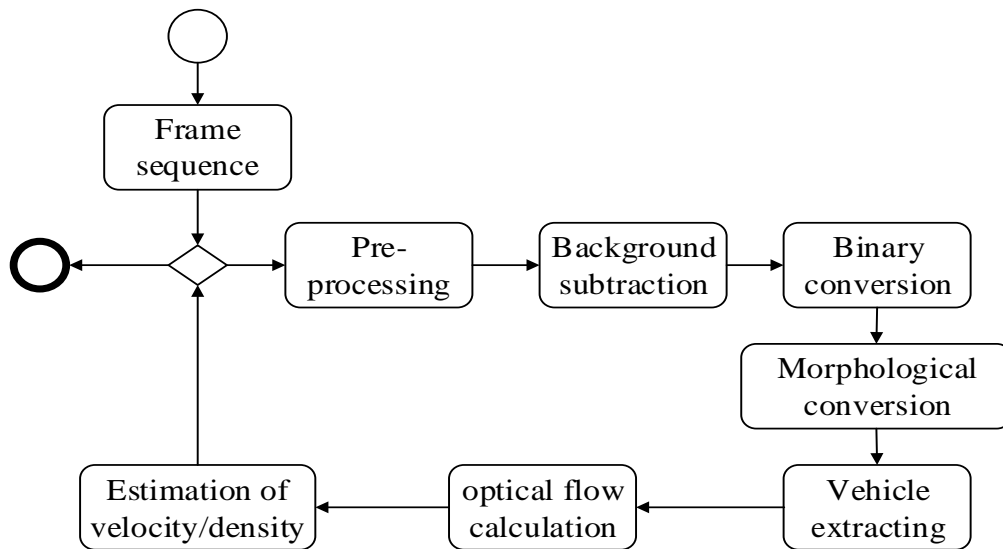 Frame
sequence
Pre-
processing
Background
subtraction
Binary
conversion
Morphological
conversion
Vehicle
extracting
optical flow
calculation
Estimation of
velocity/density